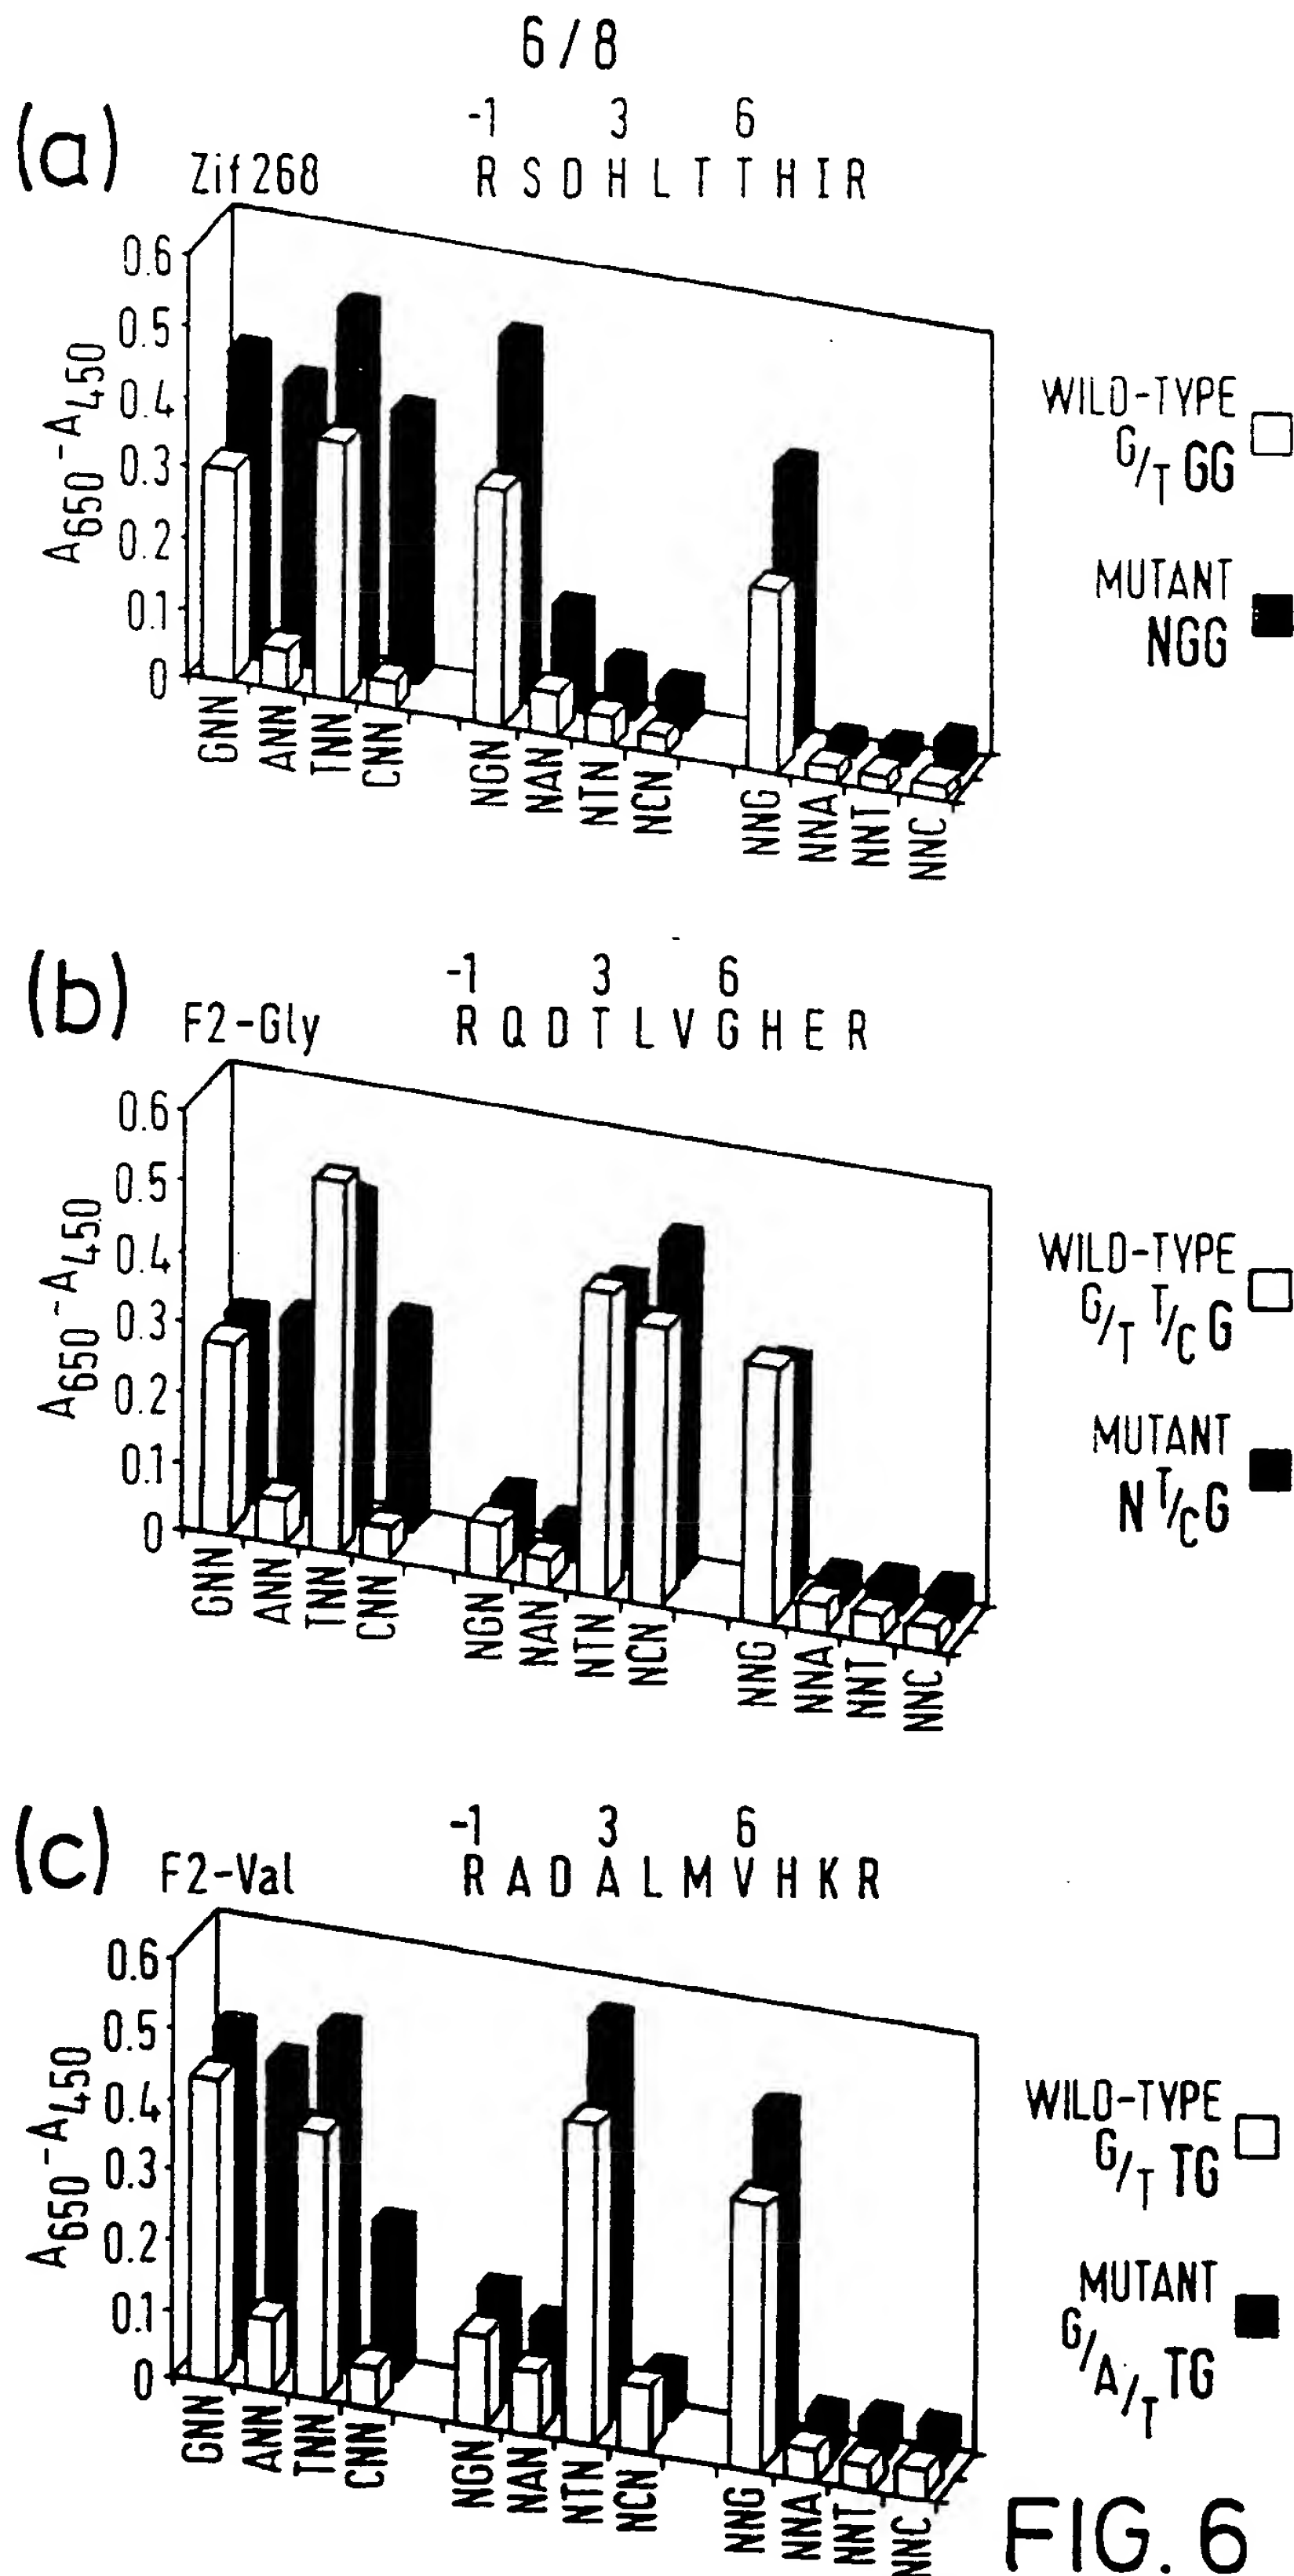 6/8
(a)
Zif268
-1 3 6
R S D H L T T H I R
A650-A450
0.6
0.5
0.4
0.3
0.2
0.1
0
GNN ANN TNN CNN NGN NAN NTN NCN NNG NNA NNT NNC
WILD-TYPE
G/T GG
MUTANT
NGG
(b)
F2-Gly
-1 3 6
R Q D T L V G H E R
A650-A450
0.6
0.5
0.4
0.3
0.2
0.1
0
GNN ANN TNN CNN NGN NAN NTN NCN NNG NNA NNT NNC
WILD-TYPE
G/T T/C G
MUTANT
N T/C G
(c)
F2-Val
-1 3 6
R A D A L M V H K R
A650-A450
0.6
0.5
0.4
0.3
0.2
0.1
0
GNN ANN TNN CNN NGN NAN NTN NCN NNG NNA NNT NNC
WILD-TYPE
G/T TG
MUTANT
G/A/T TG
FIG. 6